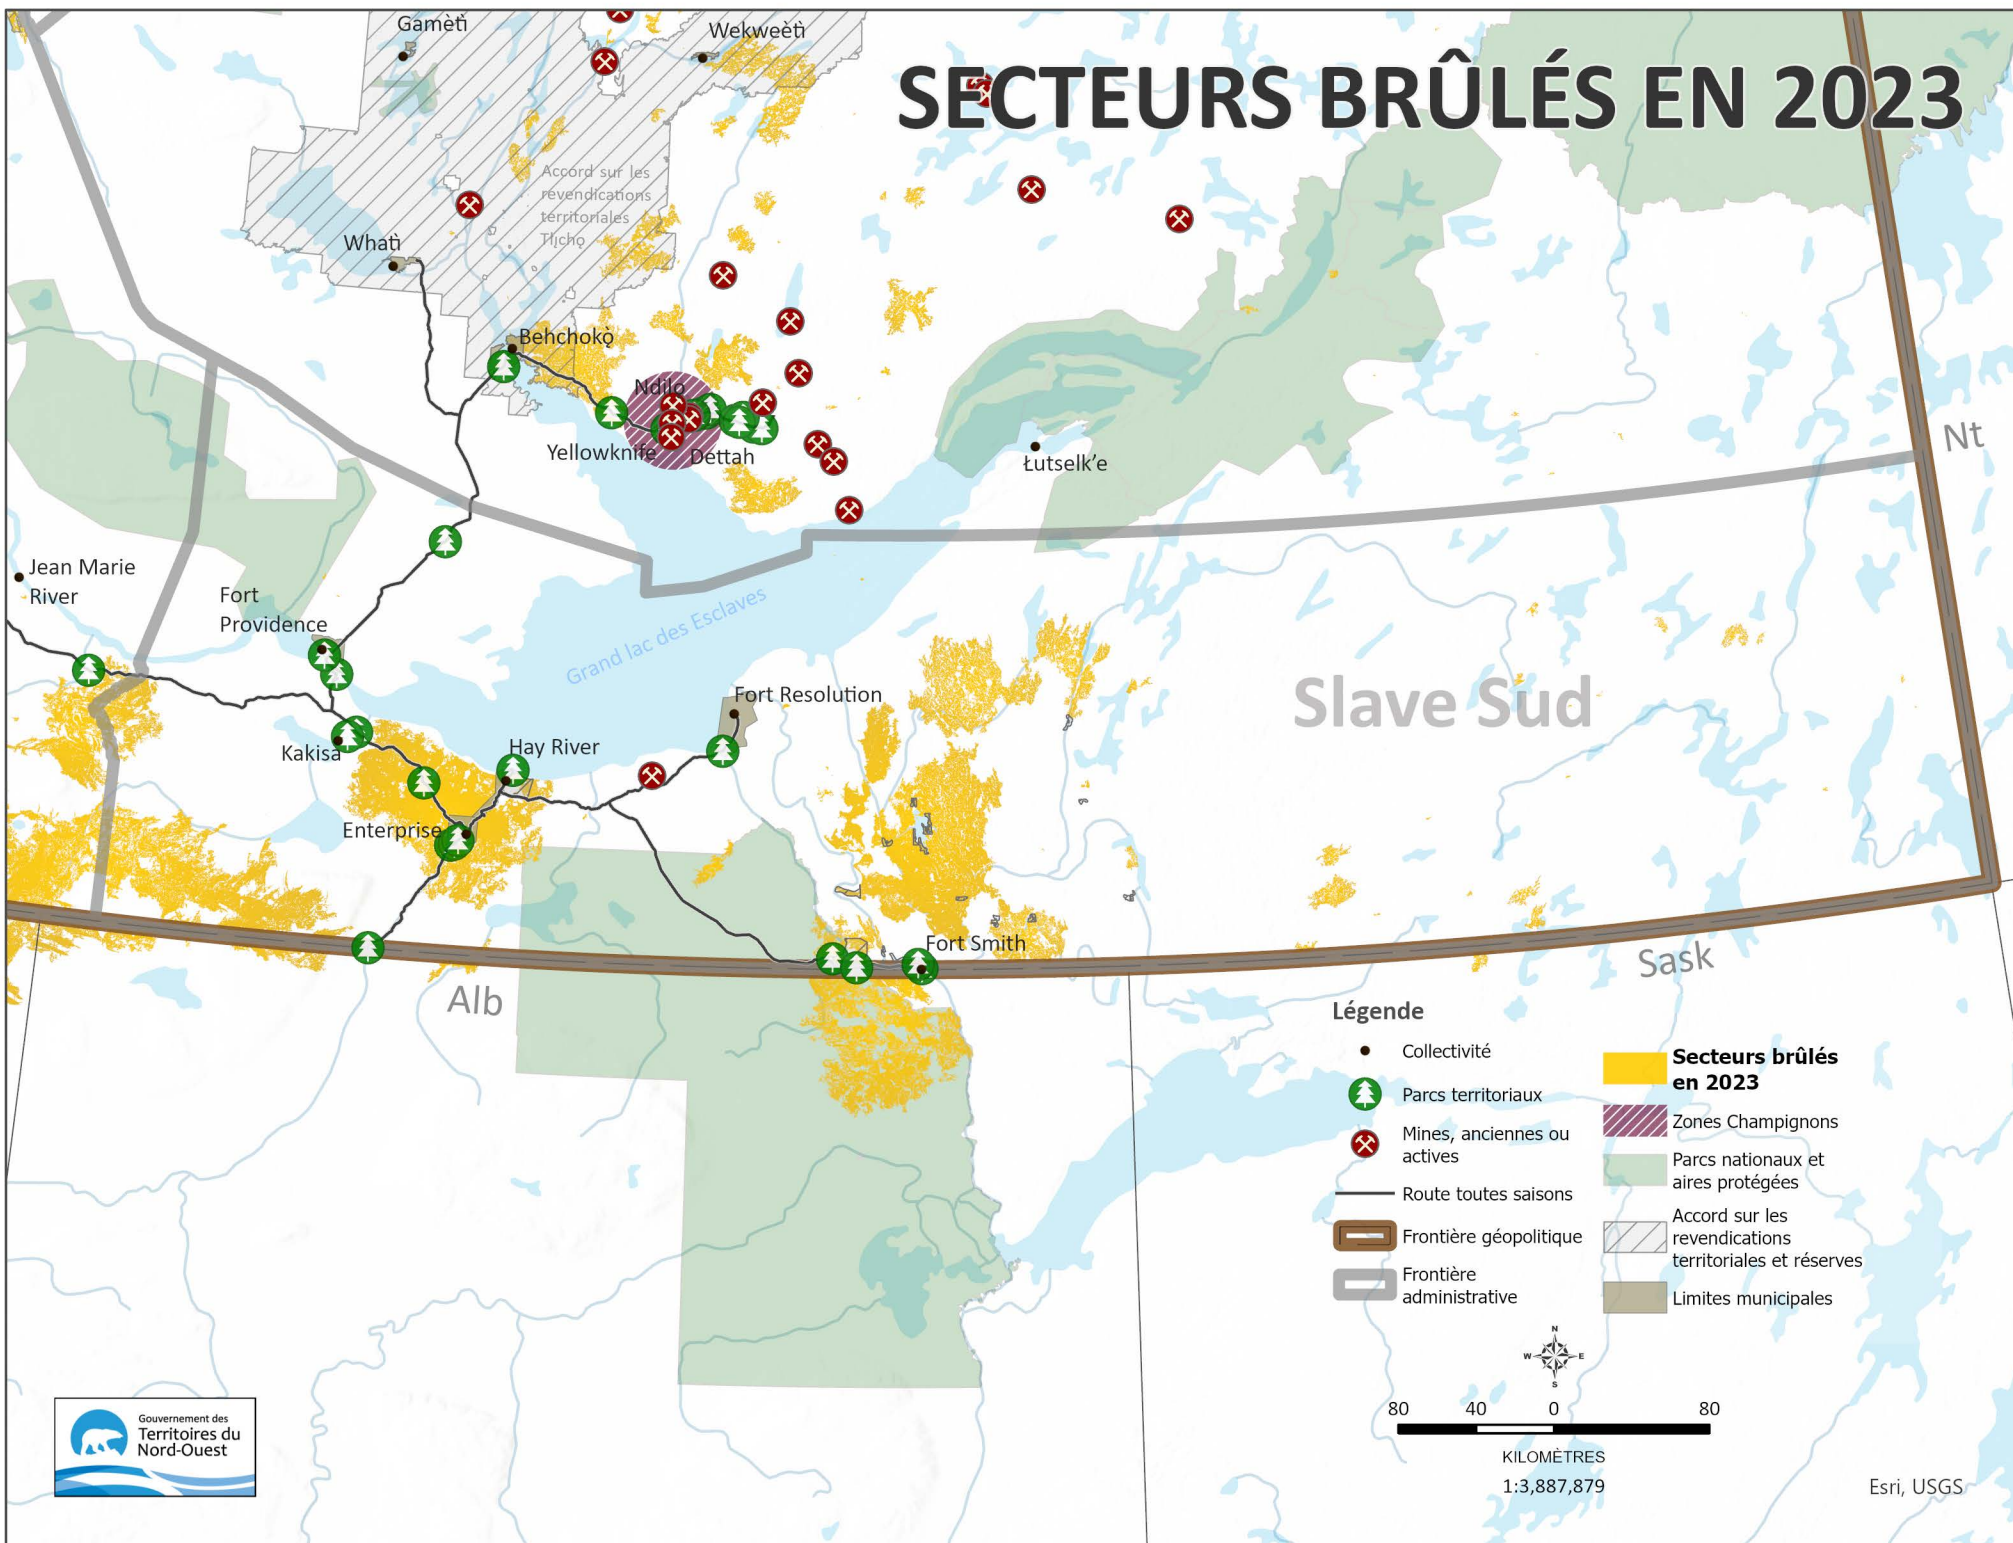 SECTEURS BRÛLÉS EN 2023
Gamètì
Wekweètì
Accord sur les
revendications
territoriales
Tłı̨chǫ
Whatì
Behchokǫ̀
Ndilo
Yellowknife
Dettah
Łutselk'e
Nt
Jean Marie
River
Fort
Providence
Grand lac des Esclaves
Fort Resolution
Slave Sud
Kakisa
Hay River
Enterprise
Fort Smith
Sask
Alb
Légende
Collectivité
Parcs territoriaux
Mines, anciennes ou
actives
Route toutes saisons
Frontière géopolitique
Frontière
administrative
Secteurs brûlés
en 2023
Zones Champignons
Parcs nationaux et
aires protégées
Accord sur les
revendications
territoriales et réserves
Limites municipales
N
W E
S
80 40 0 80
KILOMÈTRES
1:3,887,879
Esri, USGS
Gouvernement des
Territoires du
Nord-Ouest